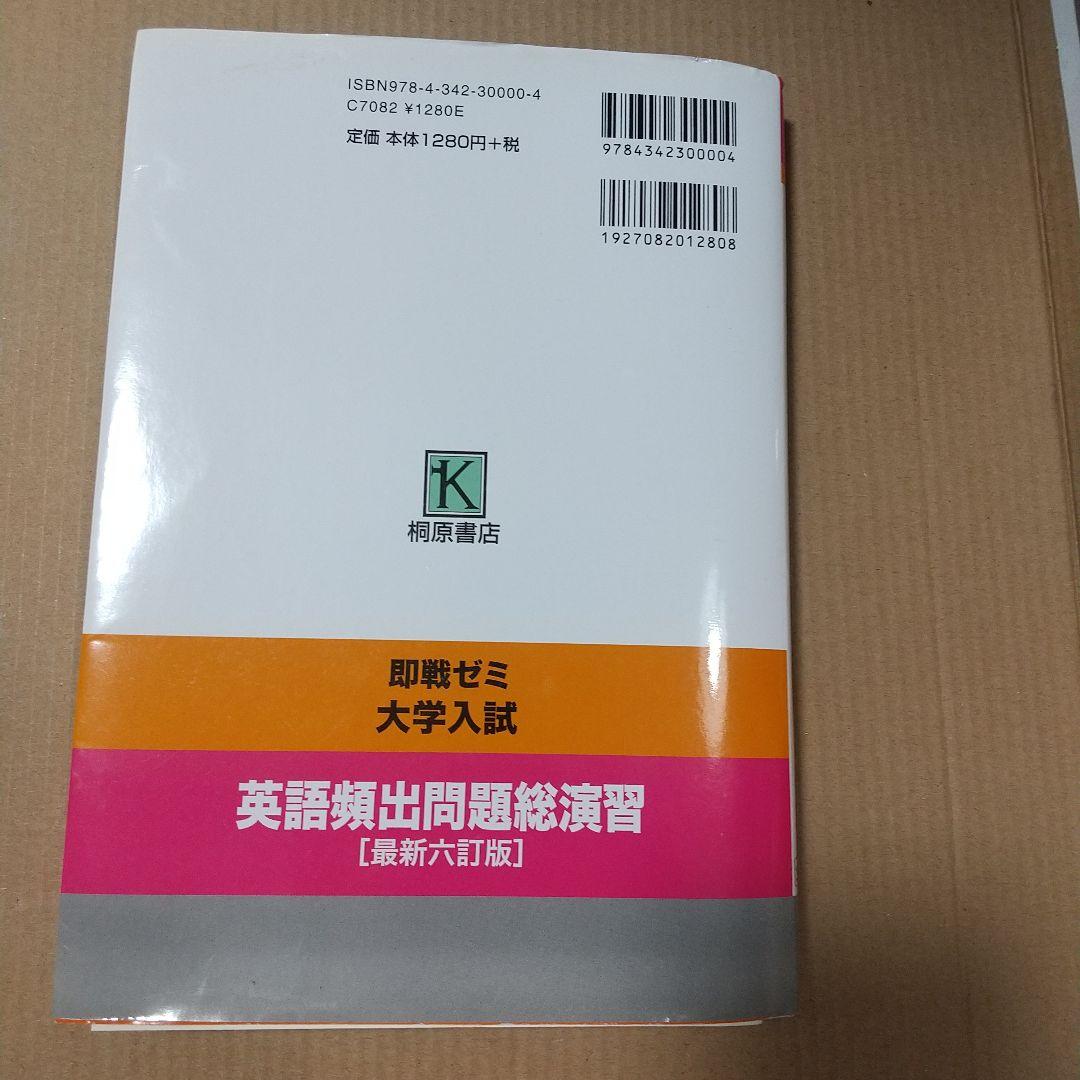 ISBN978-4-342-30000-4
C7082 ¥1280E
定価 本体1280円+税
9784342300004
1927082012808
K
桐原書店
即戦ゼミ
大学入試
英語頻出問題総演習
[最新六訂版]